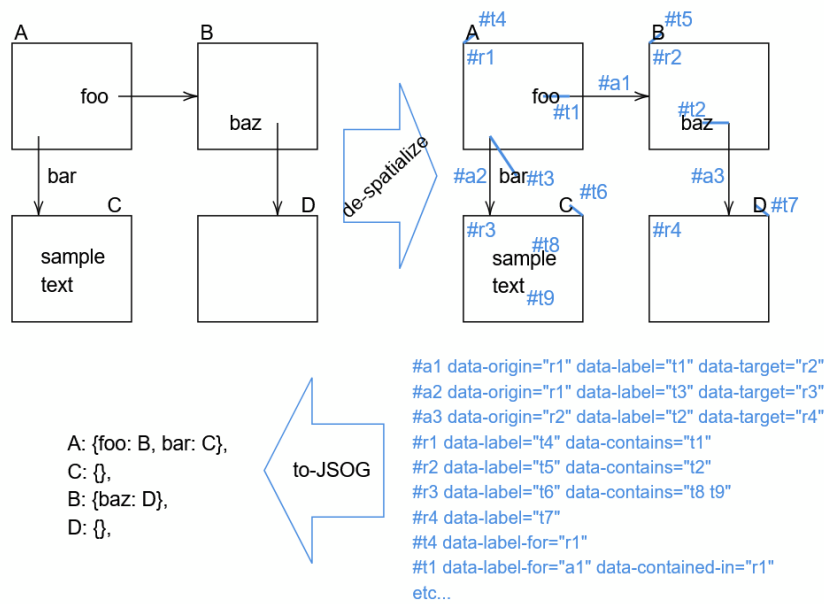 A
B
foo
baz
bar
C
D
sample
text
de-spatialize
#t4
A
#r1
foo
#t1
#a1
#t5
B
#r2
#t2
baz
#a2
bar
#t3
#a3
#t6
C
#t7
D
#r3
#t8
sample
text
#t9
#r4
#a1 data-origin="r1" data-label="t1" data-target="r2"
#a2 data-origin="r1" data-label="t3" data-target="r3"
#a3 data-origin="r2" data-label="t2" data-target="r4"
#r1 data-label="t4" data-contains="t1"
#r2 data-label="t5" data-contains="t2"
#r3 data-label="t6" data-contains="t8 t9"
#r4 data-label="t7"
#t4 data-label-for="r1"
#t1 data-label-for="a1" data-contained-in="r1"
etc...
to-JSOG
A: {foo: B, bar: C},
C: {},
B: {baz: D},
D: {},